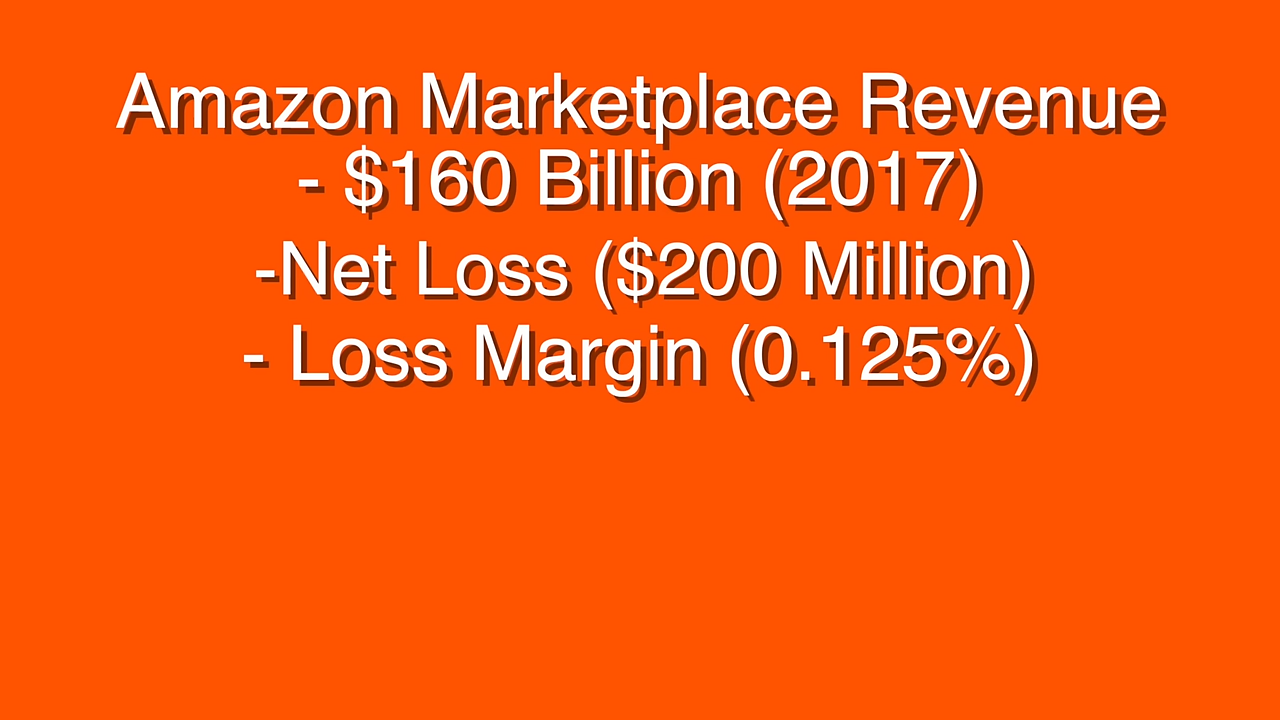 Amazon Marketplace Revenue
- $160 Billion (2017)
-Net Loss ($200 Million)
- Loss Margin (0.125%)